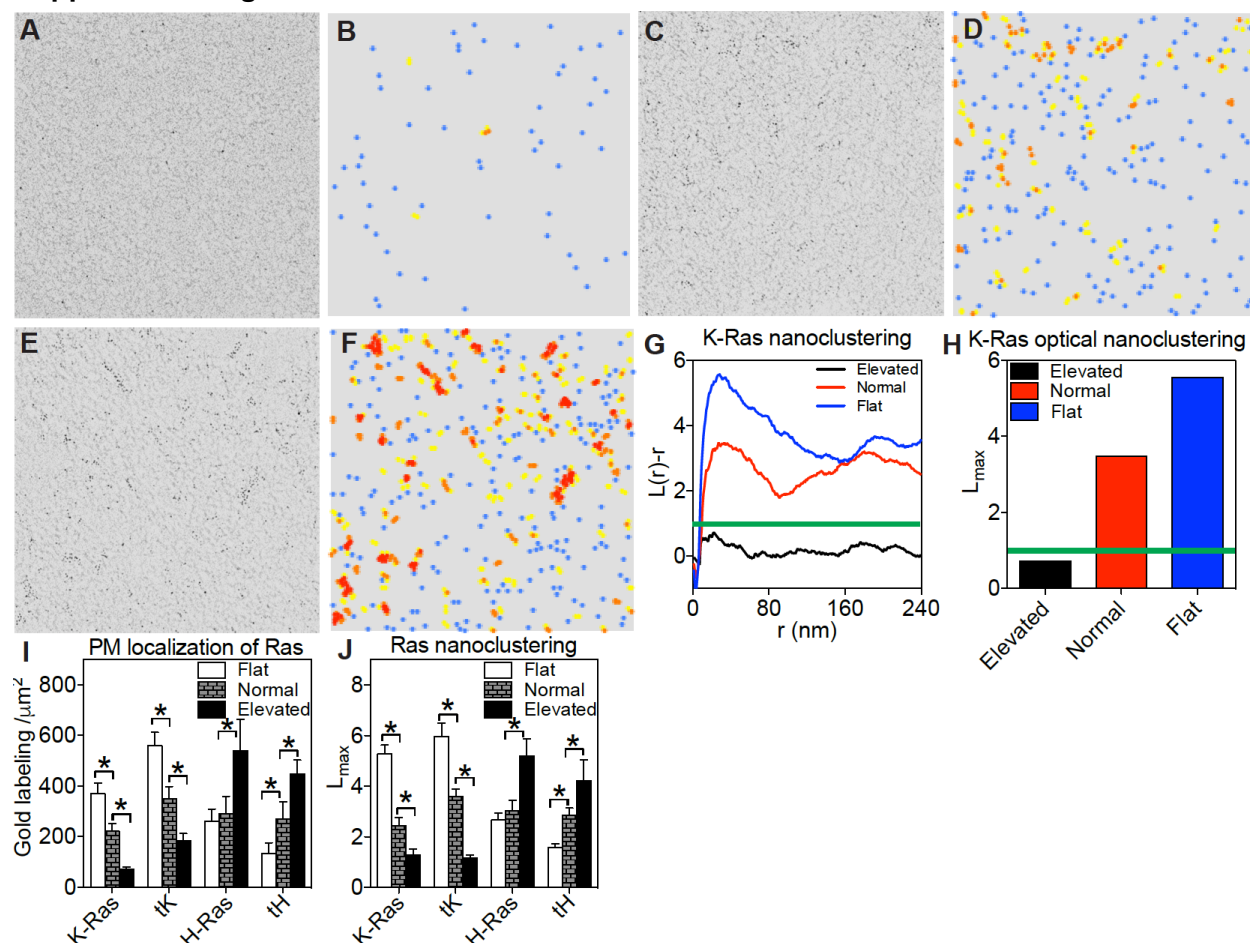 A
B
C
D
E
F
G
K-Ras nanoclustering
Elevated
Normal
Flat
L(r)-r
6
4
2
0
0
80
160
240
r (nm)
H
K-Ras optical nanoclustering
Elevated
Normal
Flat
Lmax
6
4
2
0
Elevated
Normal
Flat
I
PM localization of Ras
Flat
Normal
Elevated
Gold labeling /μm²
800
600
400
200
0
*
*
*
*
*
*
*
K-Ras
tK
H-Ras
tH
J
Ras nanoclustering
Flat
Normal
Elevated
Lmax
8
6
4
2
0
*
*
*
*
*
*
*
K-Ras
tK
H-Ras
tH